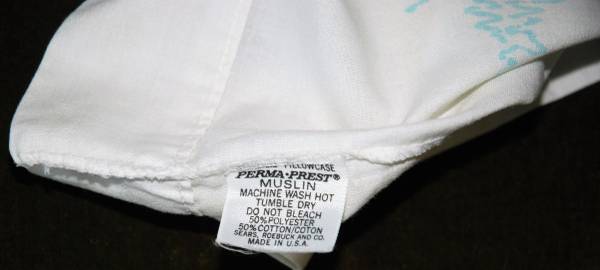 PILLOWCASE
PERMA·PREST®
MUSLIN
MACHINE WASH HOT
TUMBLE DRY
DO NOT BLEACH
50% POLYESTER
50% COTTON/COTON
SEARS, ROEBUCK AND CO.
MADE IN U.S.A.